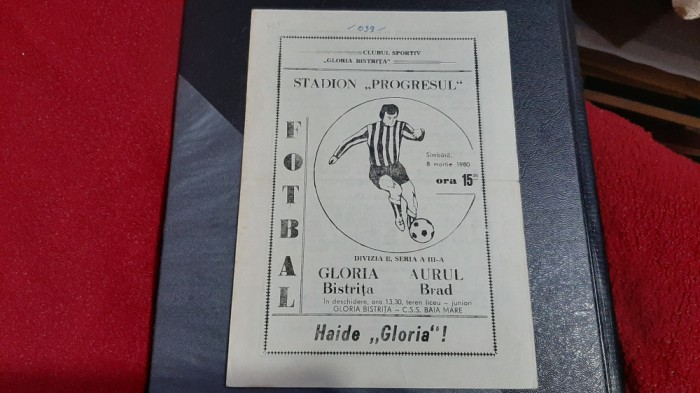 - 039 -
CLUBUL SPORTIV
„GLORIA BISTRIȚA“
STADION „PROGRESUL“
FOTBAL
Sîmbătă,
8 martie 1980
ora 15
DIVIZIA B, SERIA A III-A
GLORIA AURUL
Bistrița Brad
În deschidere, ora 13,30, teren liceu – juniori
GLORIA BISTRIȚA – C.S.S. BAIA MARE
Haide „Gloria“!